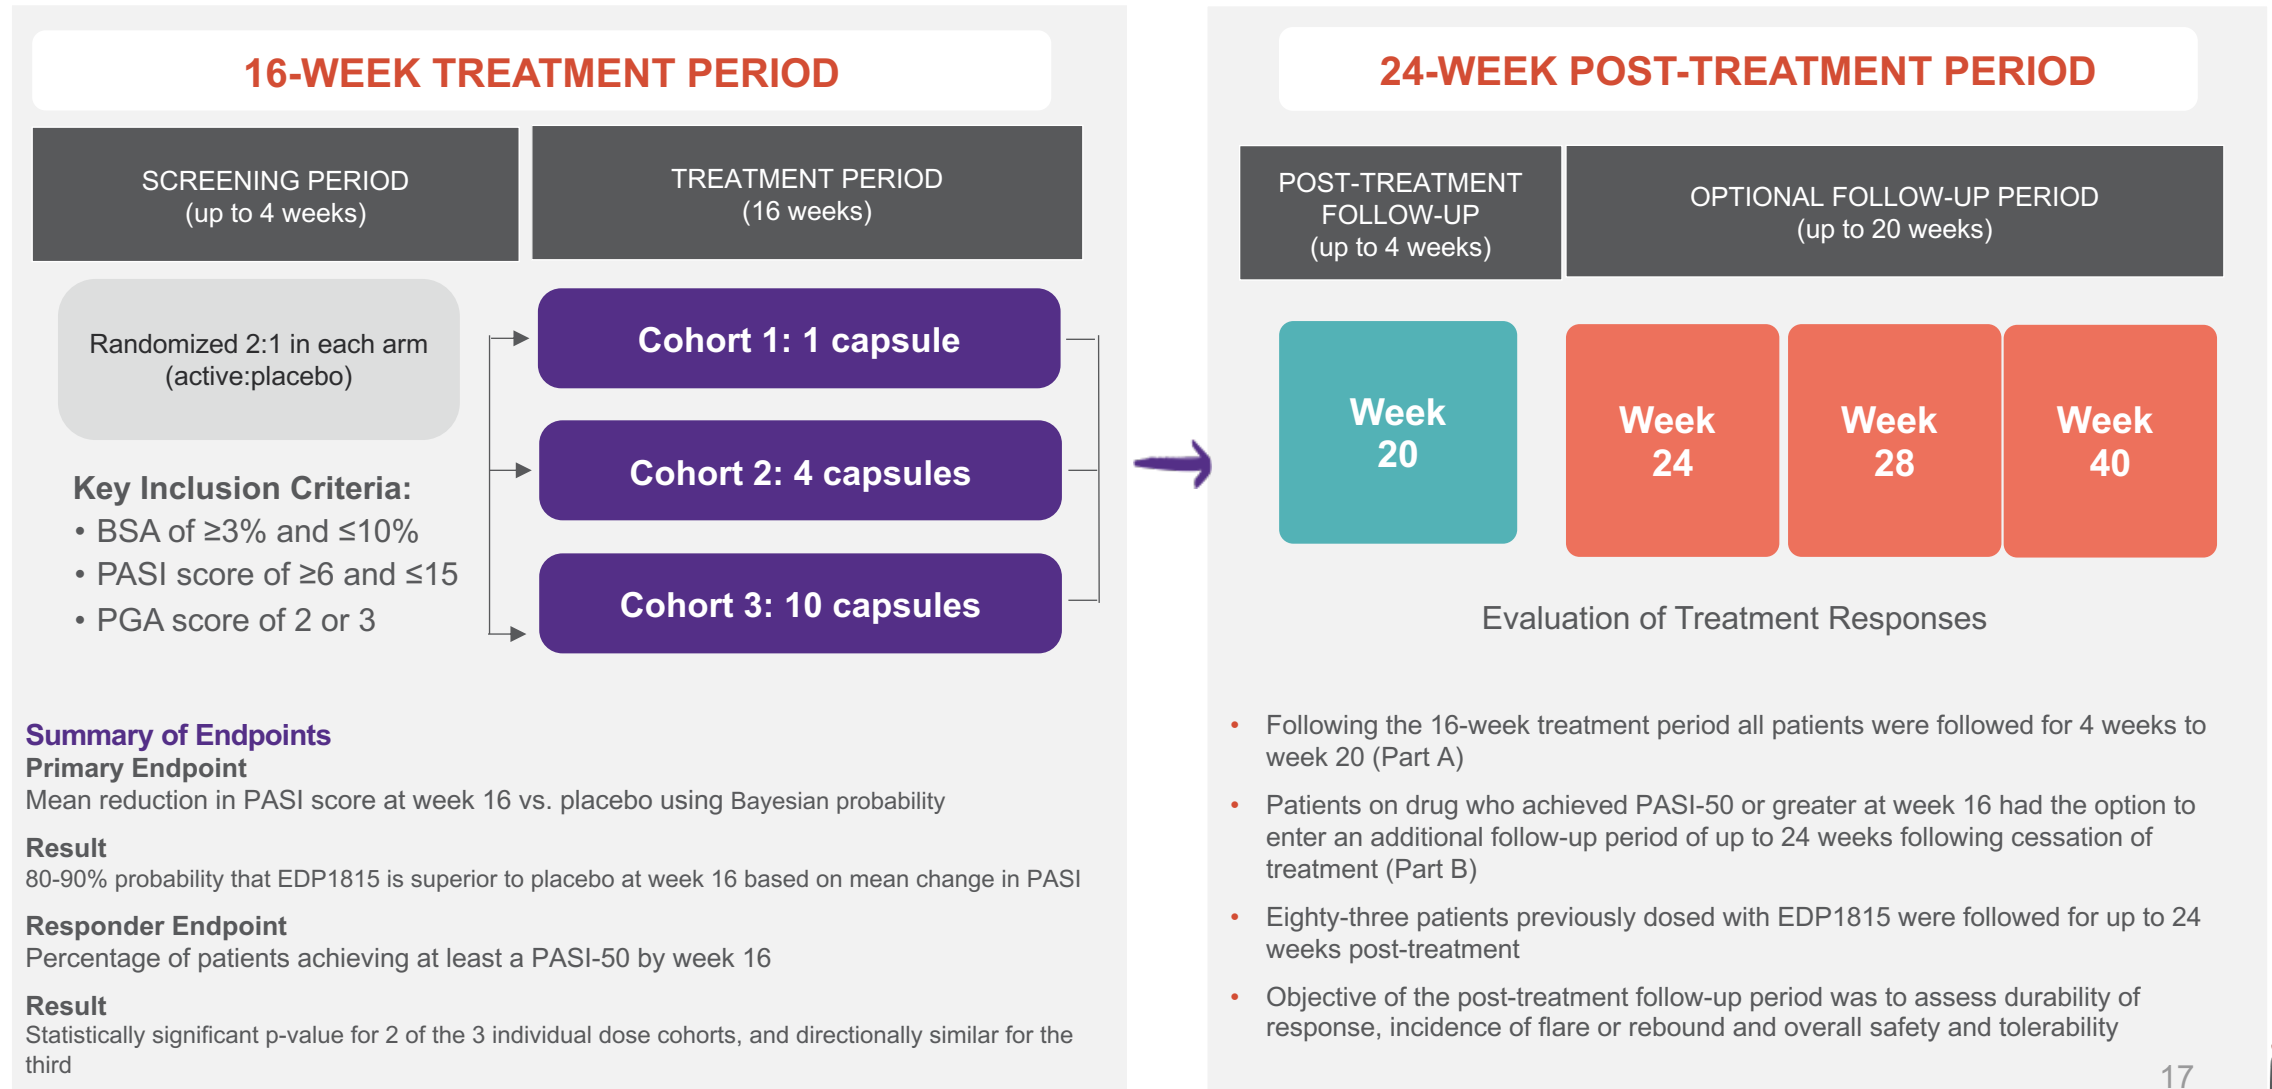 16-WEEK TREATMENT PERIOD
SCREENING PERIOD
(up to 4 weeks)
TREATMENT PERIOD
(16 weeks)
Randomized 2:1 in each arm
(active:placebo)
Key Inclusion Criteria:
• BSA of ≥3% and ≤10%
• PASI score of ≥6 and ≤15
• PGA score of 2 or 3
Cohort 1: 1 capsule
Cohort 2: 4 capsules
Cohort 3: 10 capsules
Summary of Endpoints
Primary Endpoint
Mean reduction in PASI score at week 16 vs. placebo using Bayesian probability
Result
80-90% probability that EDP1815 is superior to placebo at week 16 based on mean change in PASI
Responder Endpoint
Percentage of patients achieving at least a PASI-50 by week 16
Result
Statistically significant p-value for 2 of the 3 individual dose cohorts, and directionally similar for the
third
24-WEEK POST-TREATMENT PERIOD
POST-TREATMENT
FOLLOW-UP
(up to 4 weeks)
OPTIONAL FOLLOW-UP PERIOD
(up to 20 weeks)
Week
20
Week
24
Week
28
Week
40
Evaluation of Treatment Responses
• Following the 16-week treatment period all patients were followed for 4 weeks to
week 20 (Part A)
• Patients on drug who achieved PASI-50 or greater at week 16 had the option to
enter an additional follow-up period of up to 24 weeks following cessation of
treatment (Part B)
• Eighty-three patients previously dosed with EDP1815 were followed for up to 24
weeks post-treatment
• Objective of the post-treatment follow-up period was to assess durability of
response, incidence of flare or rebound and overall safety and tolerability
17